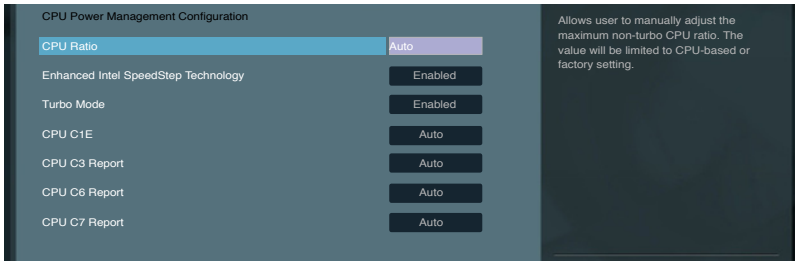 CPU Power Management Configuration
CPU Ratio Auto
Enhanced Intel SpeedStep Technology Enabled
Turbo Mode Enabled
CPU C1E Auto
CPU C3 Report Auto
CPU C6 Report Auto
CPU C7 Report Auto
Allows user to manually adjust the
maximum non-turbo CPU ratio. The
value will be limited to CPU-based or
factory setting.